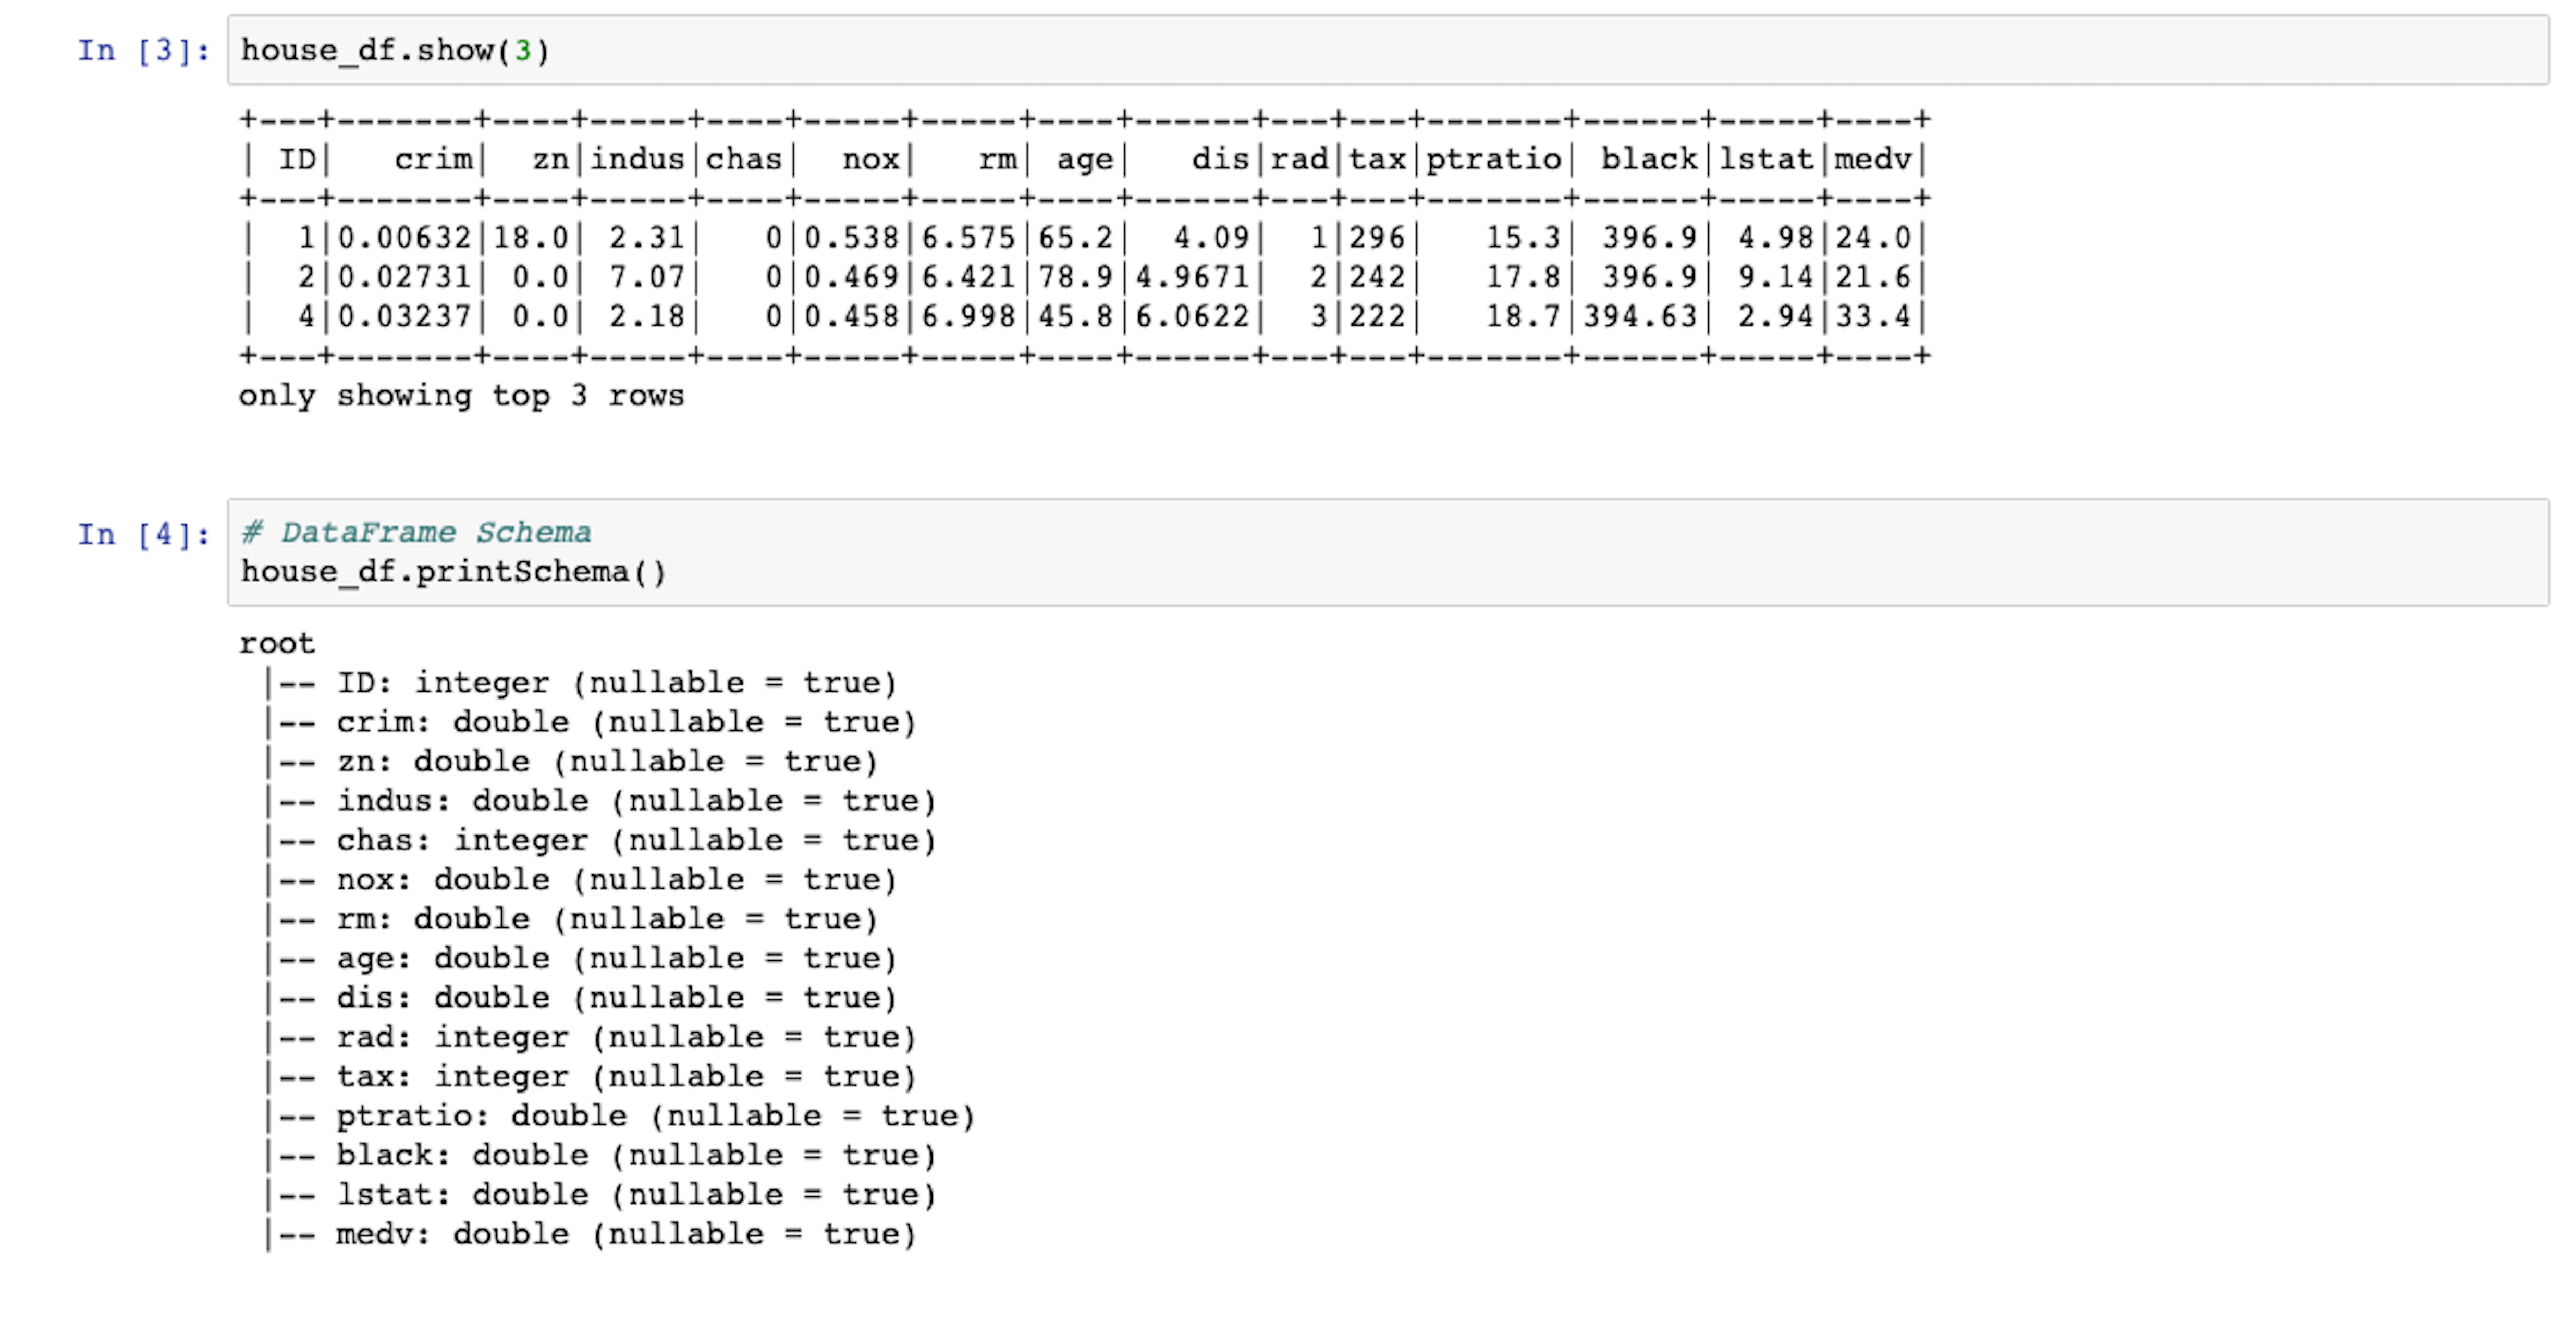 In [3]: house_df.show(3)
+---+-------+----+-----+----+-----+-----+----+------+---+---+-------+------+-----+----+
| ID|   crim|  zn|indus|chas|  nox|   rm| age|   dis|rad|tax|ptratio| black|lstat|medv|
+---+-------+----+-----+----+-----+-----+----+------+---+---+-------+------+-----+----+
|  1|0.00632|18.0| 2.31|   0|0.538|6.575|65.2|  4.09|  1|296|   15.3| 396.9| 4.98|24.0|
|  2|0.02731| 0.0| 7.07|   0|0.469|6.421|78.9|4.9671|  2|242|   17.8| 396.9| 9.14|21.6|
|  4|0.03237| 0.0| 2.18|   0|0.458|6.998|45.8|6.0622|  3|222|   18.7|394.63| 2.94|33.4|
+---+-------+----+-----+----+-----+-----+----+------+---+---+-------+------+-----+----+
only showing top 3 rows
In [4]: # DataFrame Schema
house_df.printSchema()
root
 |-- ID: integer (nullable = true)
 |-- crim: double (nullable = true)
 |-- zn: double (nullable = true)
 |-- indus: double (nullable = true)
 |-- chas: integer (nullable = true)
 |-- nox: double (nullable = true)
 |-- rm: double (nullable = true)
 |-- age: double (nullable = true)
 |-- dis: double (nullable = true)
 |-- rad: integer (nullable = true)
 |-- tax: integer (nullable = true)
 |-- ptratio: double (nullable = true)
 |-- black: double (nullable = true)
 |-- lstat: double (nullable = true)
 |-- medv: double (nullable = true)